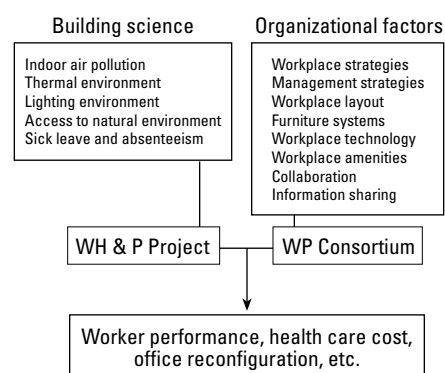 Building science
Indoor air pollution
Thermal environment
Lighting environment
Access to natural environment
Sick leave and absenteeism
Organizational factors
Workplace strategies
Management strategies
Workplace layout
Furniture systems
Workplace technology
Workplace amenities
Collaboration
Information sharing
WH & P Project
WP Consortium
Worker performance, health care cost,
office reconfiguration, etc.